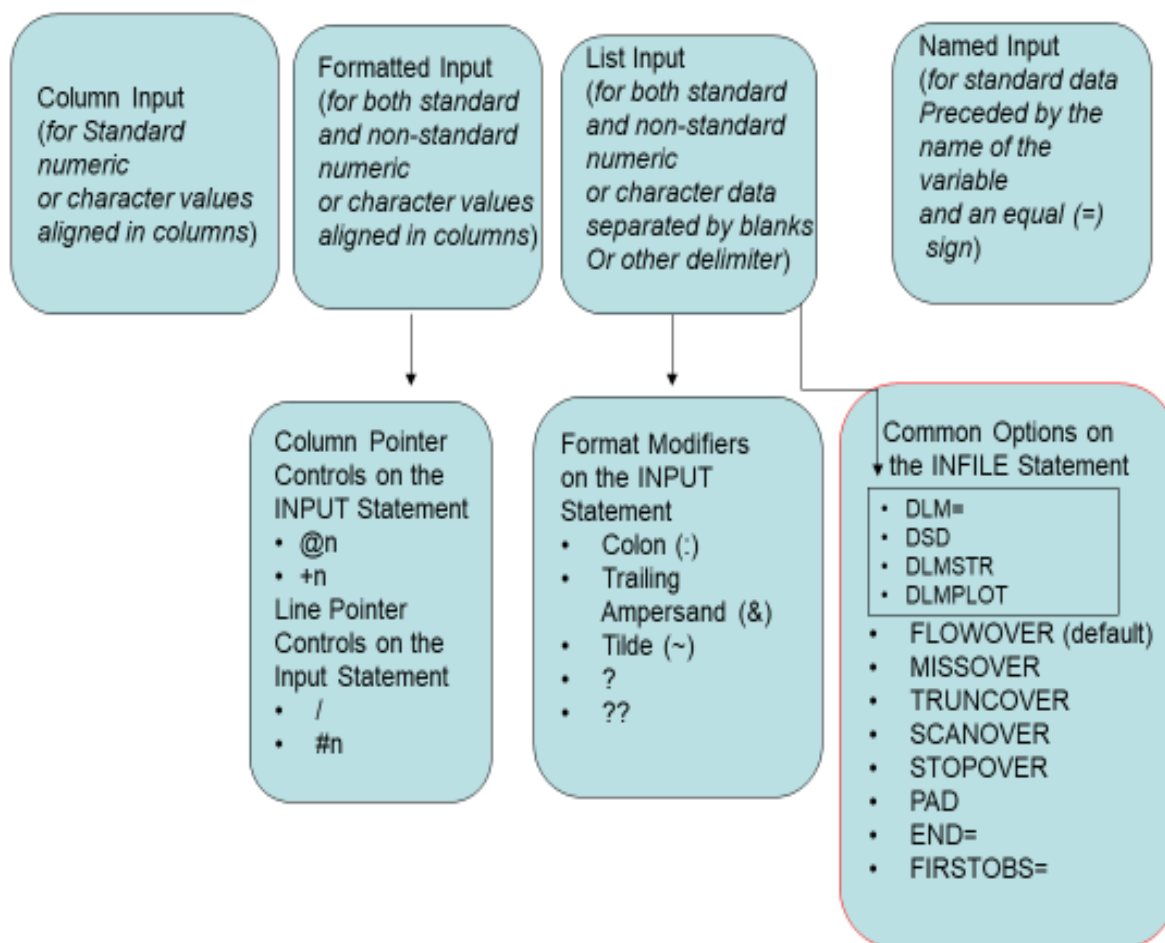 Column Input
(for Standard
numeric
or character values
aligned in columns)
Formatted Input
(for both standard
and non-standard
numeric
or character values
aligned in columns)
List Input
(for both standard
and non-standard
numeric
or character data
separated by blanks
Or other delimiter)
Named Input
(for standard data
Preceded by the
name of the
variable
and an equal (=)
sign)
Column Pointer
Controls on the
INPUT Statement
• @n
• +n
Line Pointer
Controls on the
Input Statement
• /
• #n
Format Modifiers
on the INPUT
Statement
• Colon (:)
• Trailing
Ampersand (&)
• Tilde (~)
• ?
• ??
Common Options on
the INFILE Statement
• DLM=
• DSD
• DLMSTR
• DLMPLOT
• FLOWOVER (default)
• MISSOVER
• TRUNCOVER
• SCANOVER
• STOPOVER
• PAD
• END=
• FIRSTOBS=